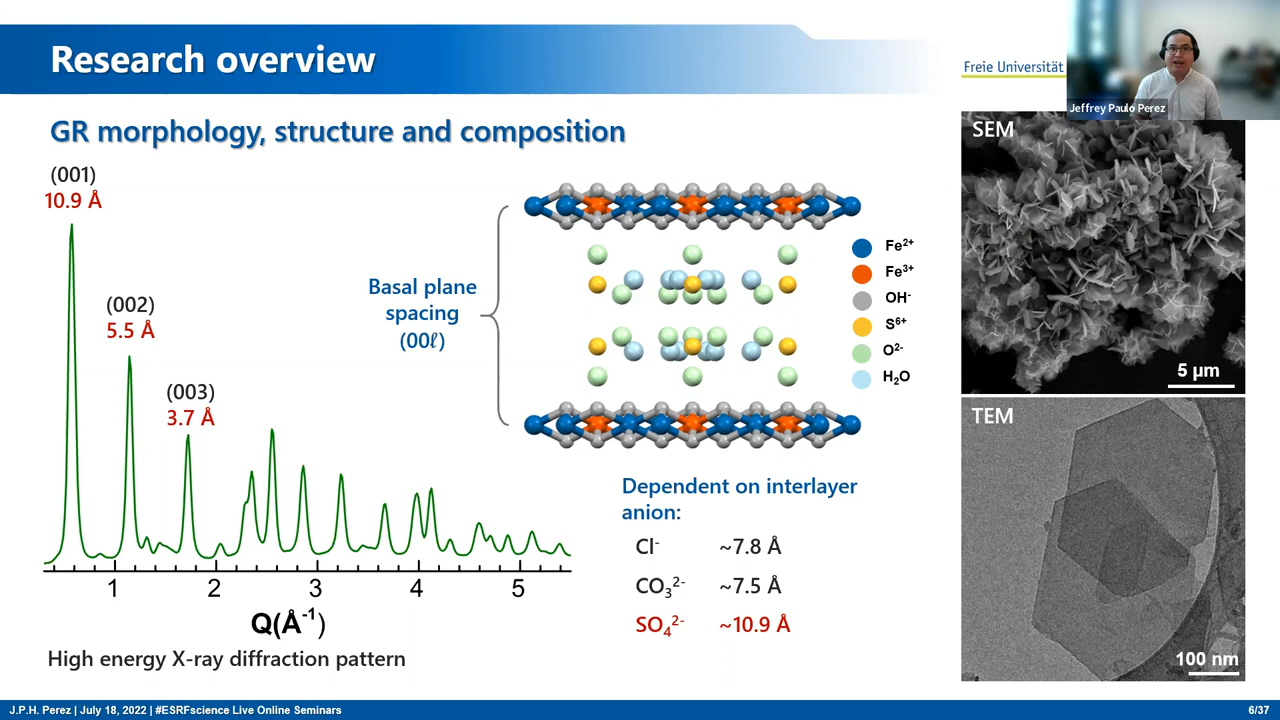 Research overview
Freie Universität
Jeffrey Paulo Perez
GR morphology, structure and composition
(001)
10.9 Å
(002)
5.5 Å
(003)
3.7 Å
1 2 3 4 5
Q(Å⁻¹)
High energy X-ray diffraction pattern
Basal plane
spacing
(00ℓ)
Fe²⁺
Fe³⁺
OH⁻
S⁶⁺
O²⁻
H₂O
Dependent on interlayer
anion:
Cl⁻ ~7.8 Å
CO₃²⁻ ~7.5 Å
SO₄²⁻ ~10.9 Å
SEM
5 µm
TEM
100 nm
J.P.H. Perez | July 18, 2022 | #ESRFscience Live Online Seminars
6/37